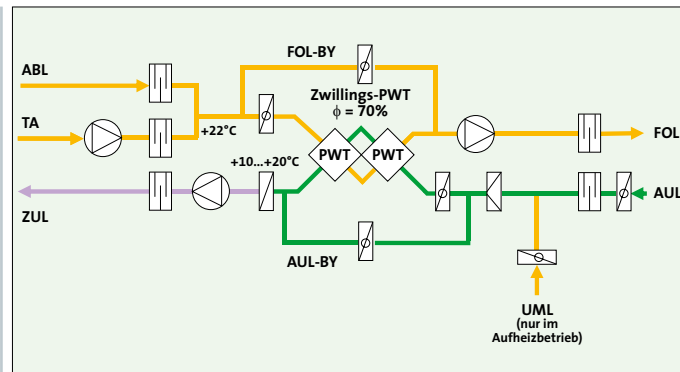 FOL-BY
ABL
Zwillings-PWT
ϕ = 70%
TA
+22°C
FOL
PWT PWT
+10...+20°C
AUL
ZUL
AUL-BY
UML
(nur im
Aufheizbetrieb)